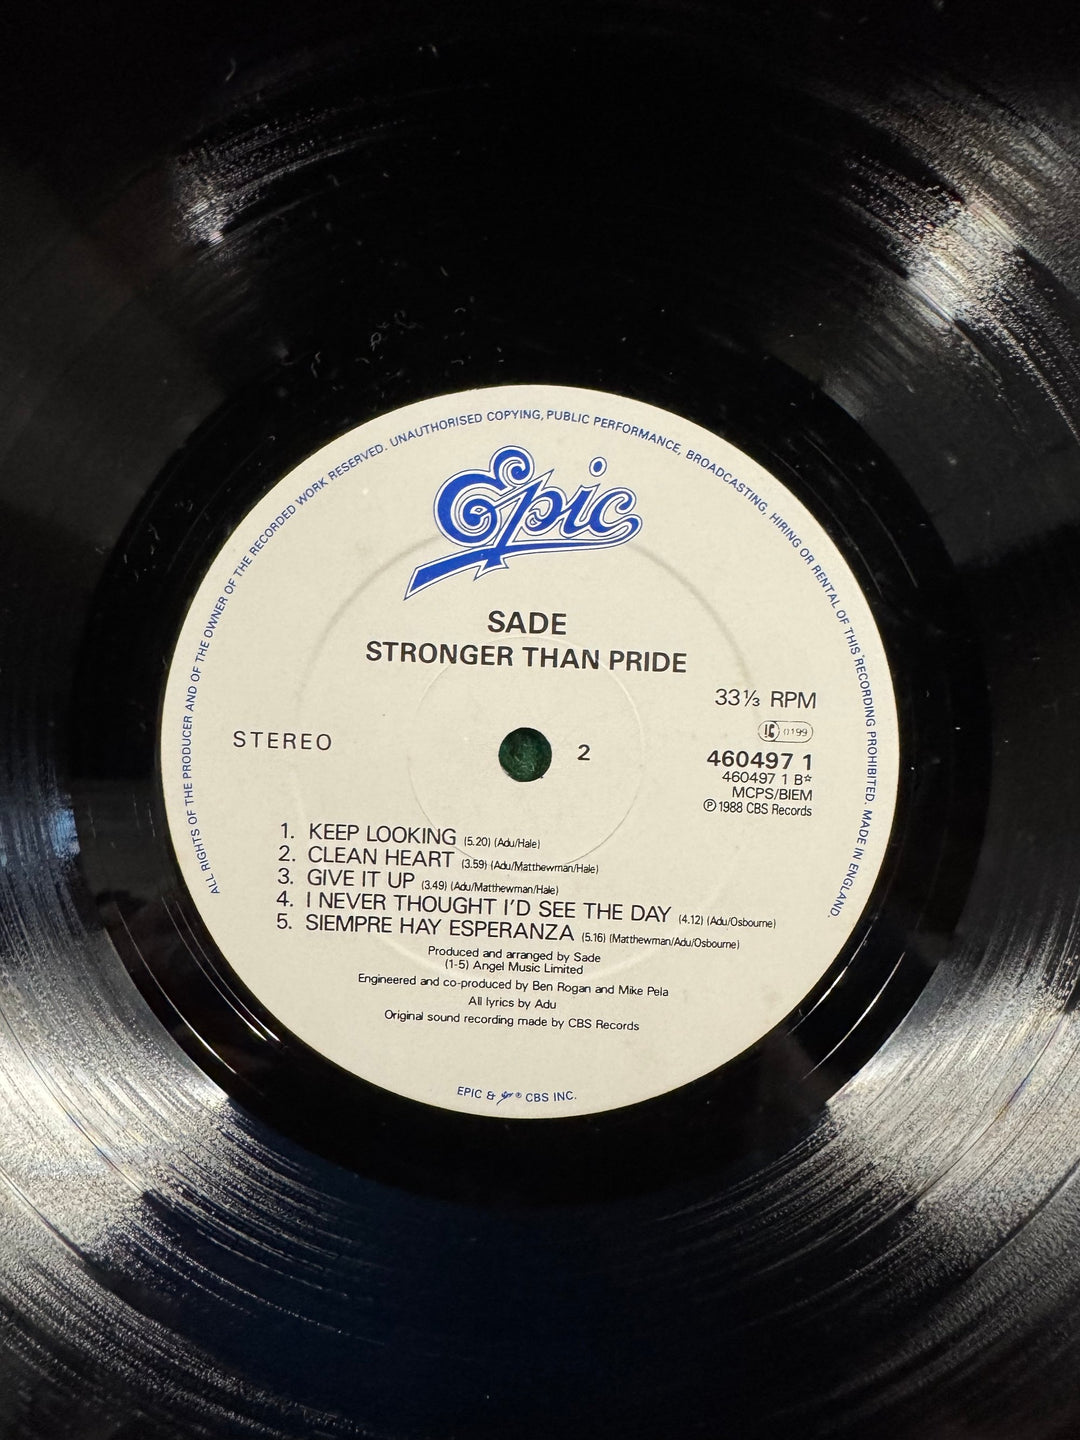 ALL RIGHTS OF THE PRODUCER AND OF THE OWNER OF THE RECORDED WORK RESERVED. UNAUTHORISED COPYING, PUBLIC PERFORMANCE, BROADCASTING, HIRING OR RENTAL OF THIS RECORDING PROHIBITED. MADE IN ENGLAND.
Epic
SADE
STRONGER THAN PRIDE
33⅓ RPM
LC 0199
STEREO
2
460497 1
460497 1 B☆
MCPS/BIEM
℗ 1988 CBS Records
1. KEEP LOOKING (5.20) (Adu/Hale)
2. CLEAN HEART (3.59) (Adu/Matthewman/Hale)
3. GIVE IT UP (3.49) (Adu/Matthewman/Hale)
4. I NEVER THOUGHT I'D SEE THE DAY (4.12) (Adu/Osbourne)
5. SIEMPRE HAY ESPERANZA (5.16) (Matthewman/Adu/Osbourne)
Produced and arranged by Sade
(1-5) Angel Music Limited
Engineered and co-produced by Ben Rogan and Mike Pela
All lyrics by Adu
Original sound recording made by CBS Records
EPIC & Epic ® CBS INC.